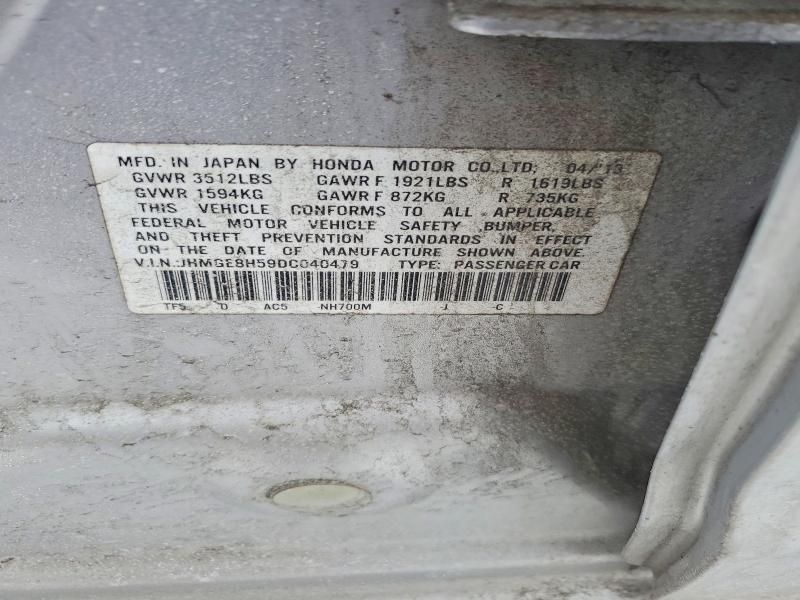 MFD. IN JAPAN BY HONDA MOTOR CO.,LTD; 04/'13
GVWR 3512LBS GAWR F 1921LBS R 1619LBS
GVWR 1594KG GAWR F 872KG R 735KG
THIS VEHICLE CONFORMS TO ALL APPLICABLE
FEDERAL MOTOR VEHICLE SAFETY, BUMPER,
AND THEFT PREVENTION STANDARDS IN EFFECT
ON THE DATE OF MANUFACTURE SHOWN ABOVE.
V.I.N.:JHMGE8H59DC040479 TYPE: PASSENGER CAR
TF5 D AC5 -NH700M -J -C -